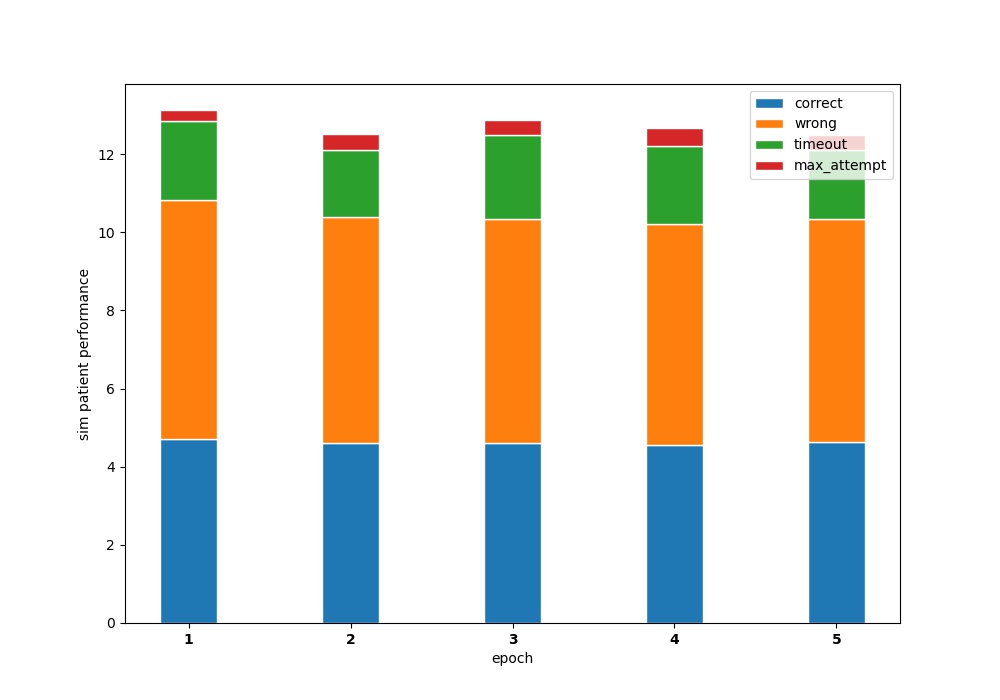 correct
wrong
timeout
max_attempt
12
10
8
6
4
2
0
sim patient performance
1 2 3 4 5
epoch